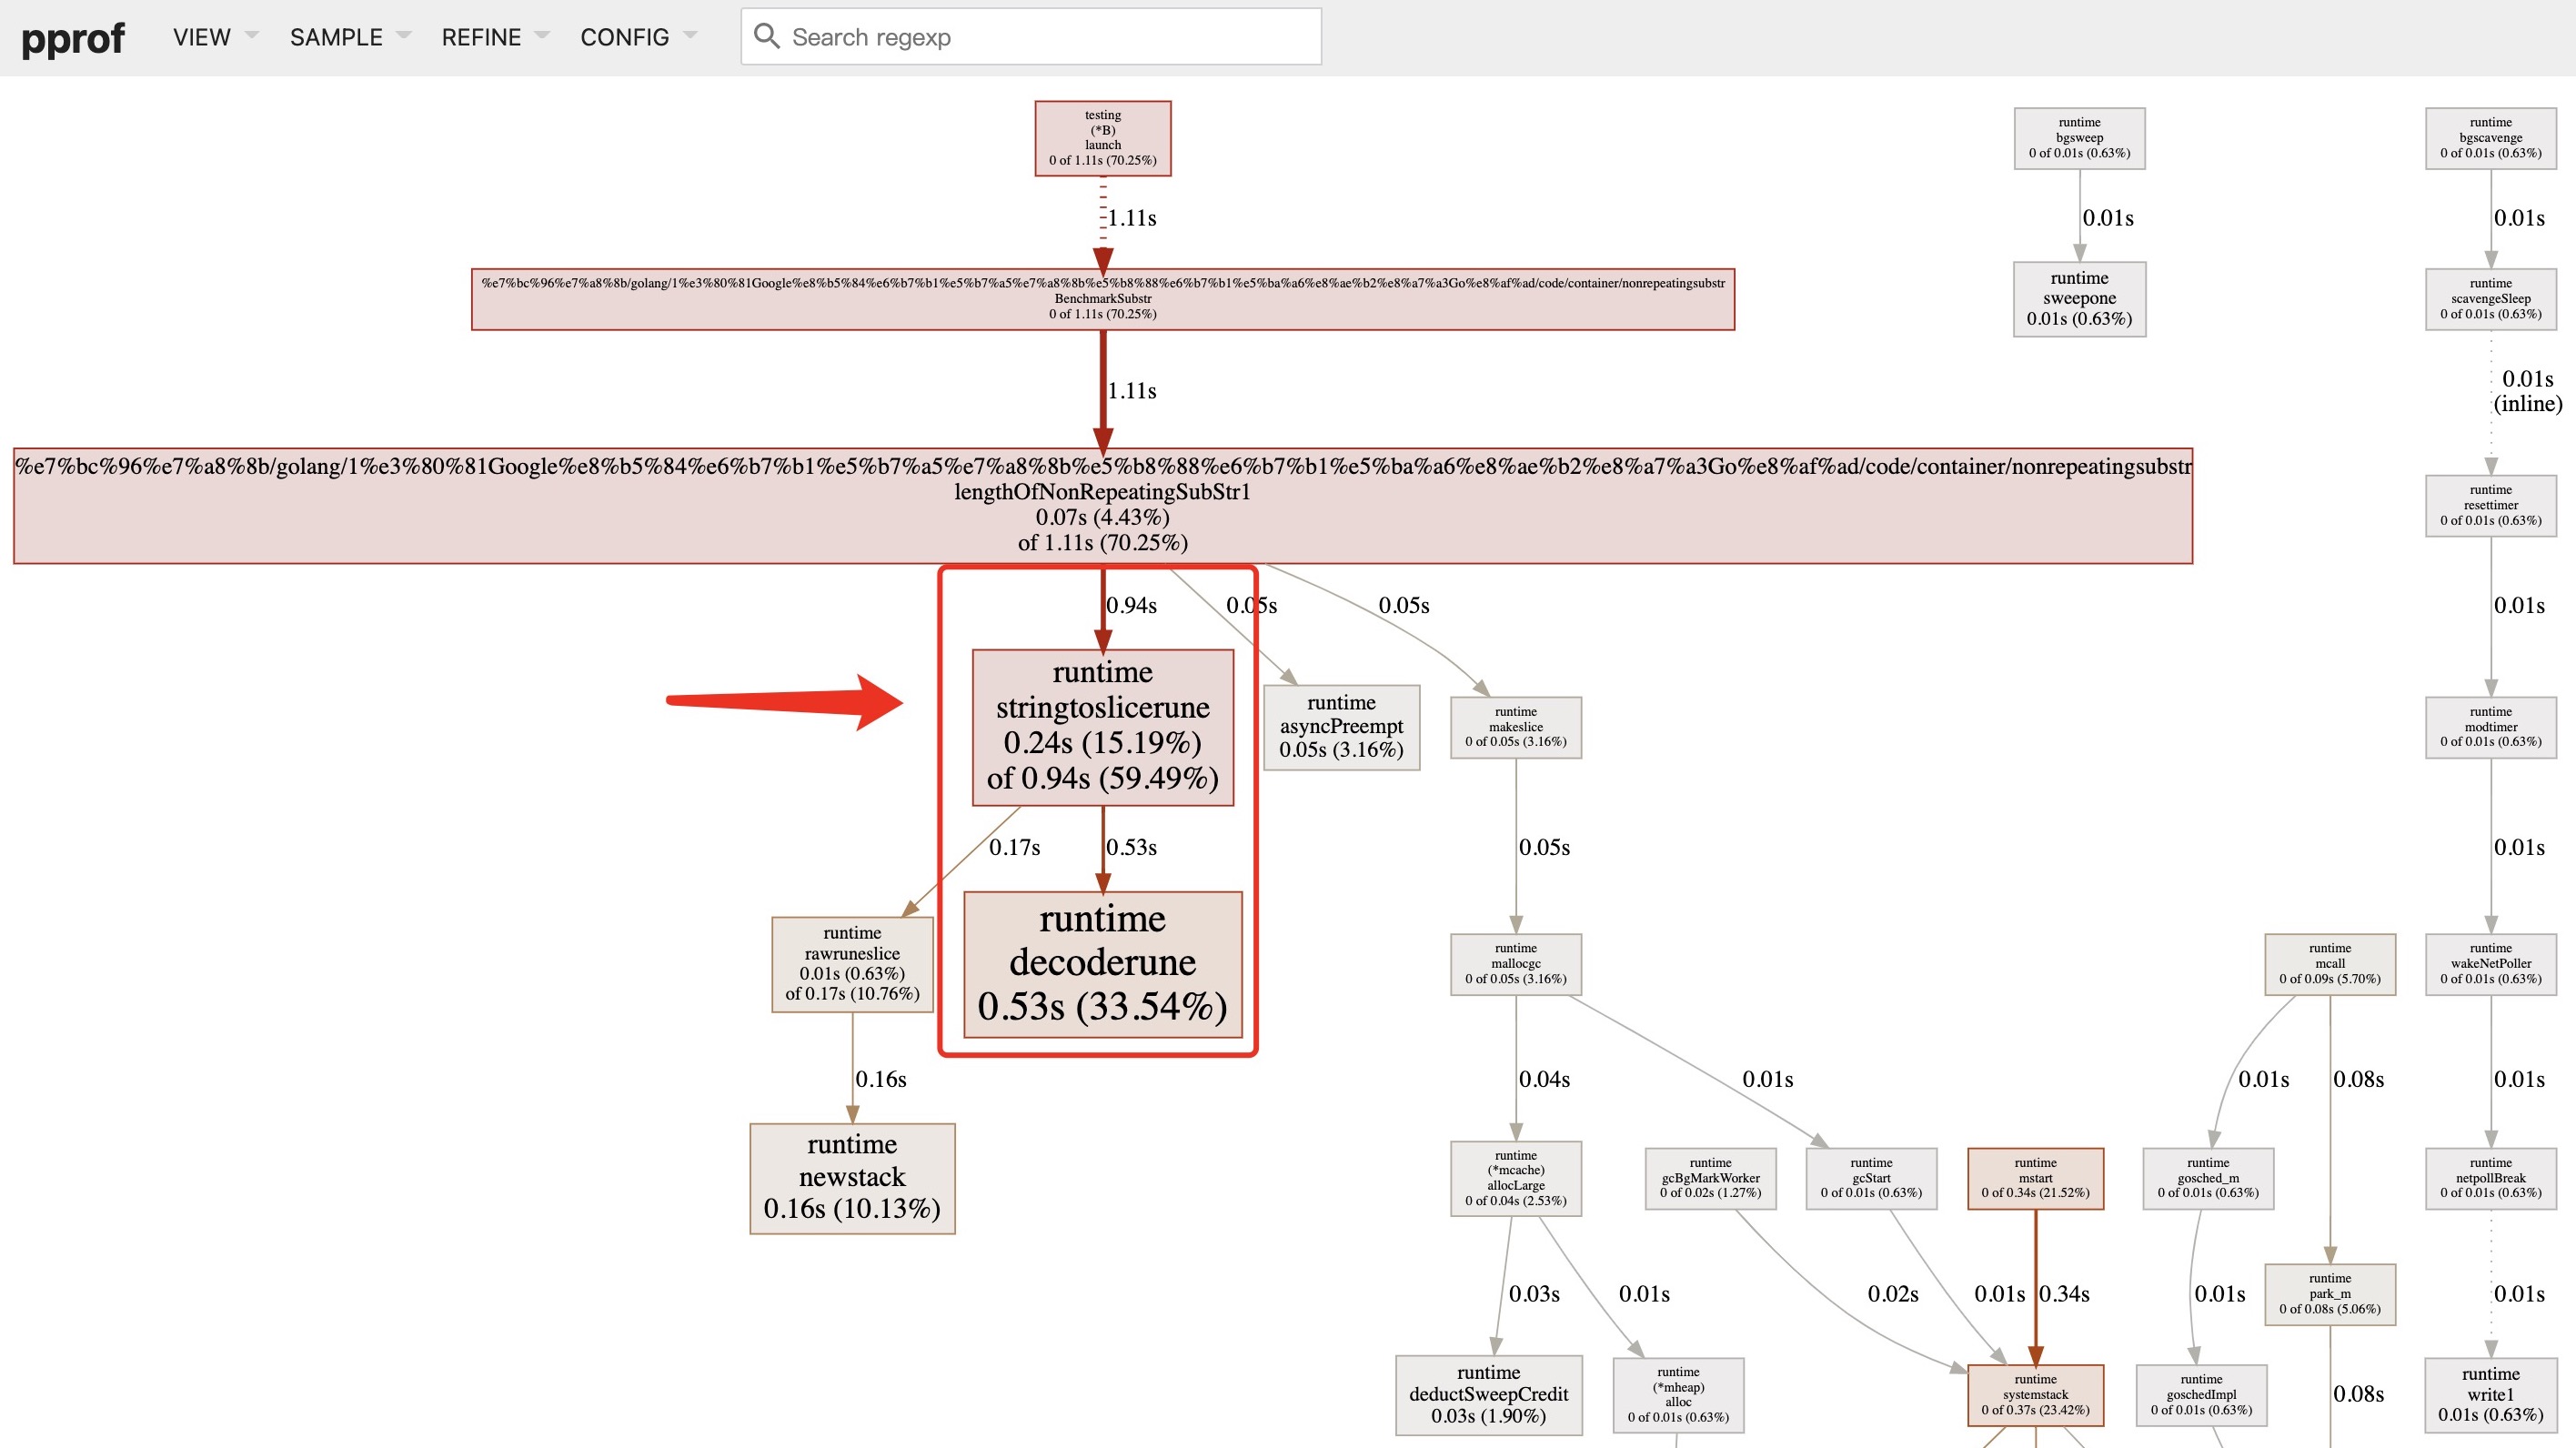 pprof VIEW SAMPLE REFINE CONFIG Search regexp
testing
(*B)
launch
0 of 1.11s (70.25%)
runtime
bgsweep
0 of 0.01s (0.63%)
runtime
bgscavenge
0 of 0.01s (0.63%)
1.11s
0.01s
0.01s
%e7%bc%96%e7%a8%8b/golang/1%e3%80%81Google%e8%b5%84%e6%b7%b1%e5%b7%a5%e7%a8%8b%e5%b8%88%e6%b7%b1%e5%ba%a6%e8%ae%b2%e8%a7%a3Go%e8%af%ad/code/container/nonrepeatingsubstr
BenchmarkSubstr
0 of 1.11s (70.25%)
runtime
sweepone
0.01s (0.63%)
runtime
scavengeSleep
0 of 0.01s (0.63%)
1.11s
0.01s
(inline)
%e7%bc%96%e7%a8%8b/golang/1%e3%80%81Google%e8%b5%84%e6%b7%b1%e5%b7%a5%e7%a8%8b%e5%b8%88%e6%b7%b1%e5%ba%a6%e8%ae%b2%e8%a7%a3Go%e8%af%ad/code/container/nonrepeatingsubstr
lengthOfNonRepeatingSubStr1
0.07s (4.43%)
of 1.11s (70.25%)
runtime
resettimer
0 of 0.01s (0.63%)
0.94s
0.05s
0.05s
0.01s
runtime
stringtoslicerune
0.24s (15.19%)
of 0.94s (59.49%)
runtime
asyncPreempt
0.05s (3.16%)
runtime
makeslice
0 of 0.05s (3.16%)
runtime
modtimer
0 of 0.01s (0.63%)
0.17s
0.53s
0.05s
0.01s
runtime
rawruneslice
0.01s (0.63%)
of 0.17s (10.76%)
runtime
decoderune
0.53s (33.54%)
runtime
mallocgc
0 of 0.05s (3.16%)
runtime
mcall
0 of 0.09s (5.70%)
runtime
wakeNetPoller
0 of 0.01s (0.63%)
0.16s
0.04s
0.01s
0.01s
0.08s
0.01s
runtime
newstack
0.16s (10.13%)
runtime
(*mcache)
allocLarge
0 of 0.04s (2.53%)
runtime
gcBgMarkWorker
0 of 0.02s (1.27%)
runtime
gcStart
0 of 0.01s (0.63%)
runtime
mstart
0 of 0.34s (21.52%)
runtime
gosched_m
0 of 0.01s (0.63%)
runtime
netpollBreak
0 of 0.01s (0.63%)
0.03s
0.01s
0.02s
0.01s
0.34s
0.01s
runtime
park_m
0 of 0.08s (5.06%)
0.01s
runtime
deductSweepCredit
0.03s (1.90%)
runtime
(*mheap)
alloc
0 of 0.01s (0.63%)
runtime
systemstack
0 of 0.37s (23.42%)
runtime
goschedImpl
0 of 0.01s (0.63%)
0.08s
runtime
write1
0.01s (0.63%)